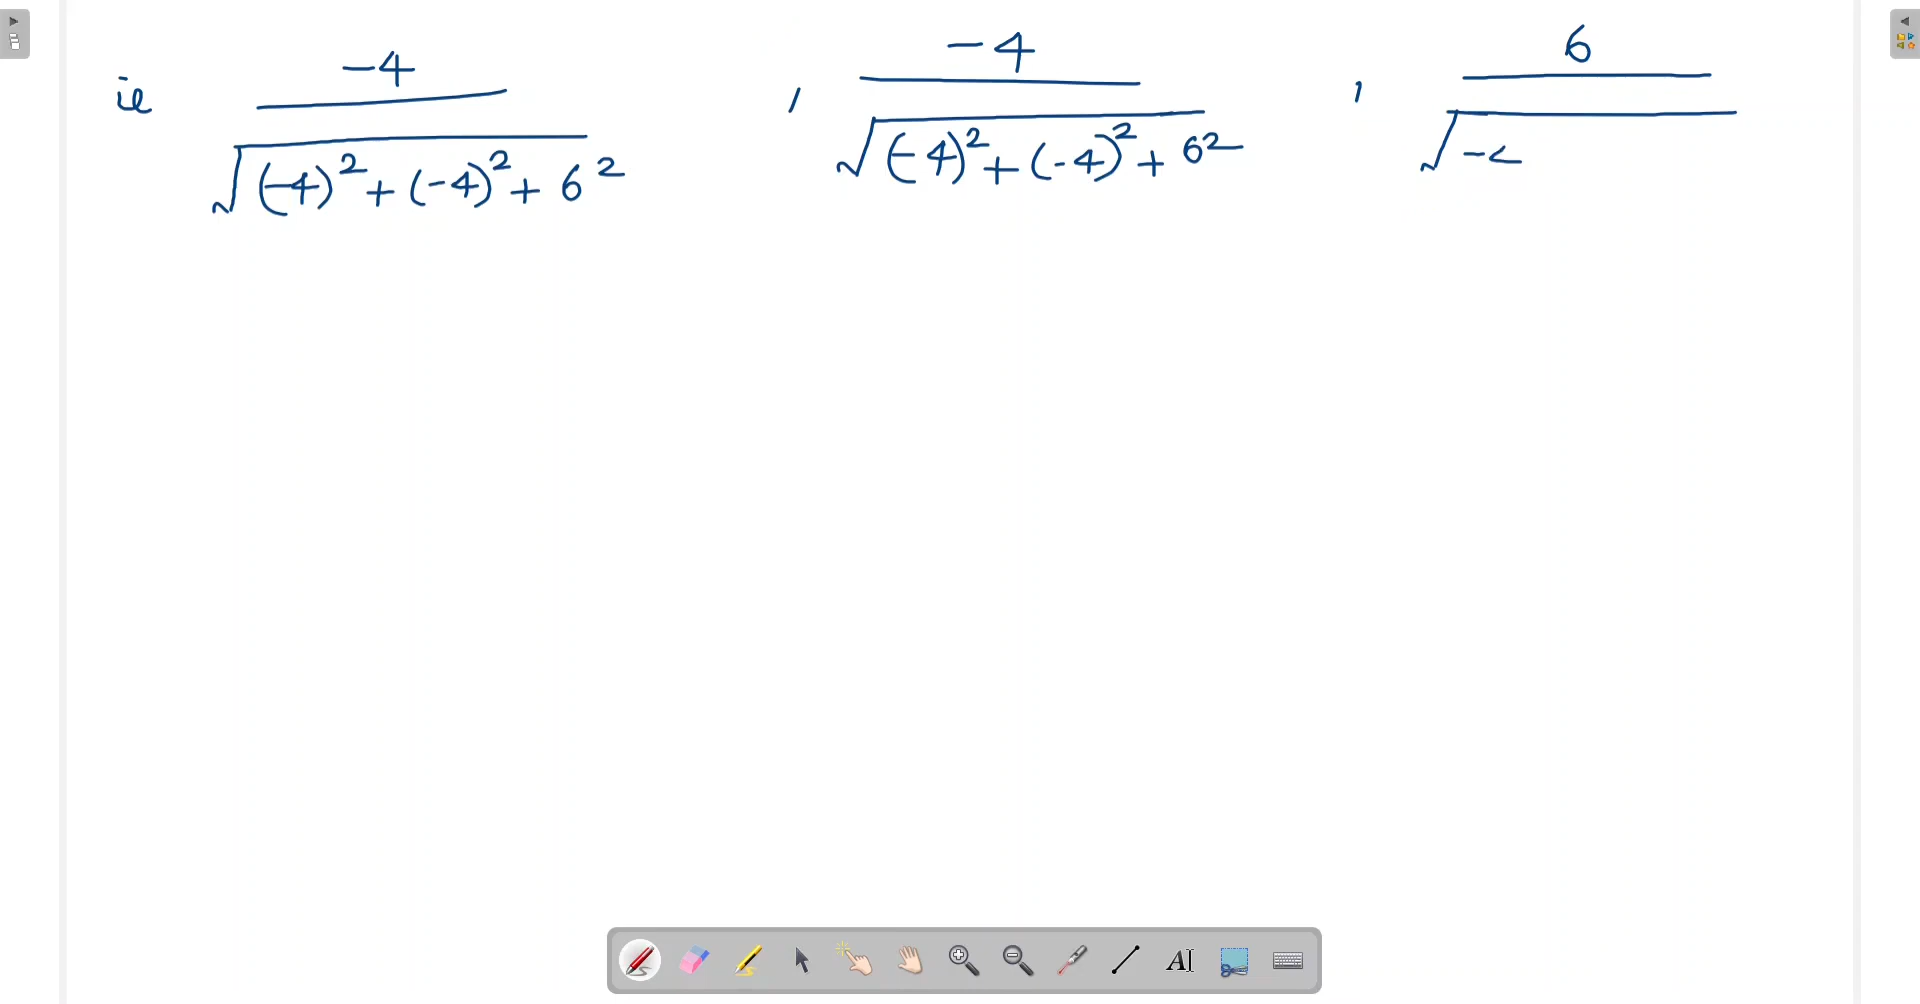 ie -4/√((-4)²+(-4)²+6²) , -4/√((-4)²+(-4)²+6²) , 6/√(-